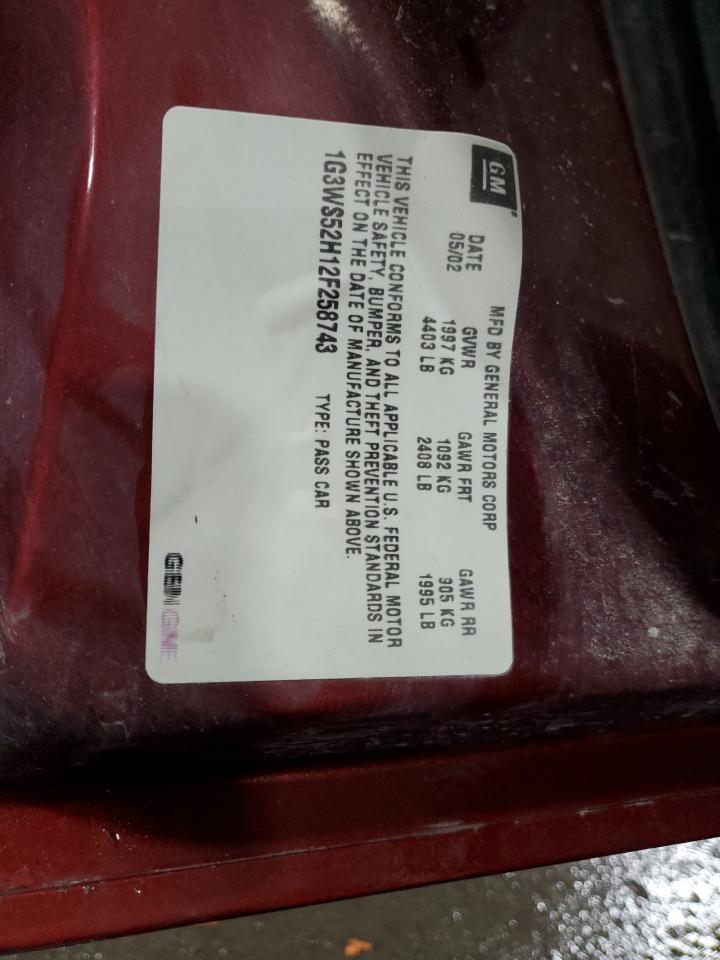 GM
MFD BY GENERAL MOTORS CORP
DATE GVWR GAWR FRT GAWR RR
05/02 1997 KG 1092 KG 905 KG
4403 LB 2408 LB 1995 LB
THIS VEHICLE CONFORMS TO ALL APPLICABLE U.S. FEDERAL MOTOR
VEHICLE SAFETY, BUMPER, AND THEFT PREVENTION STANDARDS IN
EFFECT ON THE DATE OF MANUFACTURE SHOWN ABOVE.
1G3WS52H12F258743 TYPE: PASS CAR